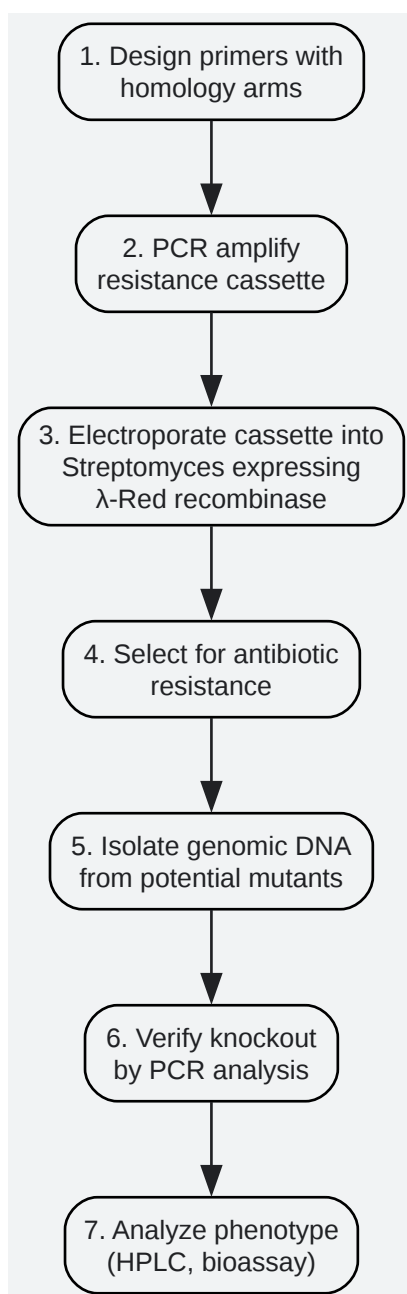 1. Design primers with
homology arms
2. PCR amplify
resistance cassette
3. Electroporate cassette into
Streptomyces expressing
λ-Red recombinase
4. Select for antibiotic
resistance
5. Isolate genomic DNA
from potential mutants
6. Verify knockout
by PCR analysis
7. Analyze phenotype
(HPLC, bioassay)